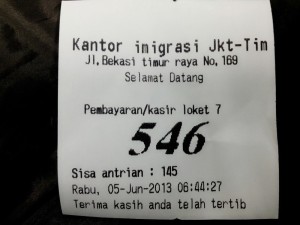 Kantor imigrasi Jkt-Tim
Jl.Bekasi timur raya No.169
Selamat Datang
Pembayaran/kasir loket 7
546
Sisa antrian : 145
Rabu, 05-Jun-2013 06:44:27
Terima kasih anda telah tertib